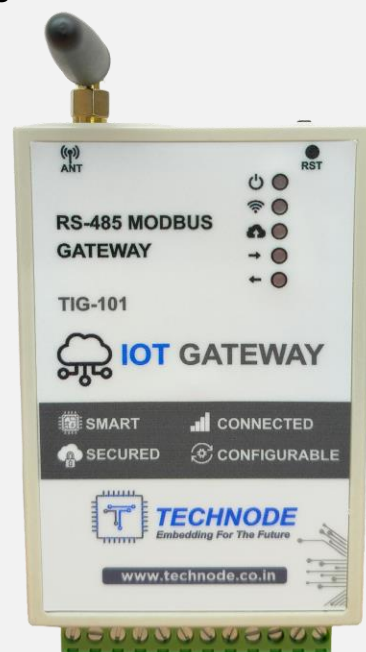 ANT
RST
RS-485 MODBUS
GATEWAY
TIG-101
IOT GATEWAY
SMART
CONNECTED
SECURED
CONFIGURABLE
TECHNODE
Embedding For The Future
www.technode.co.in